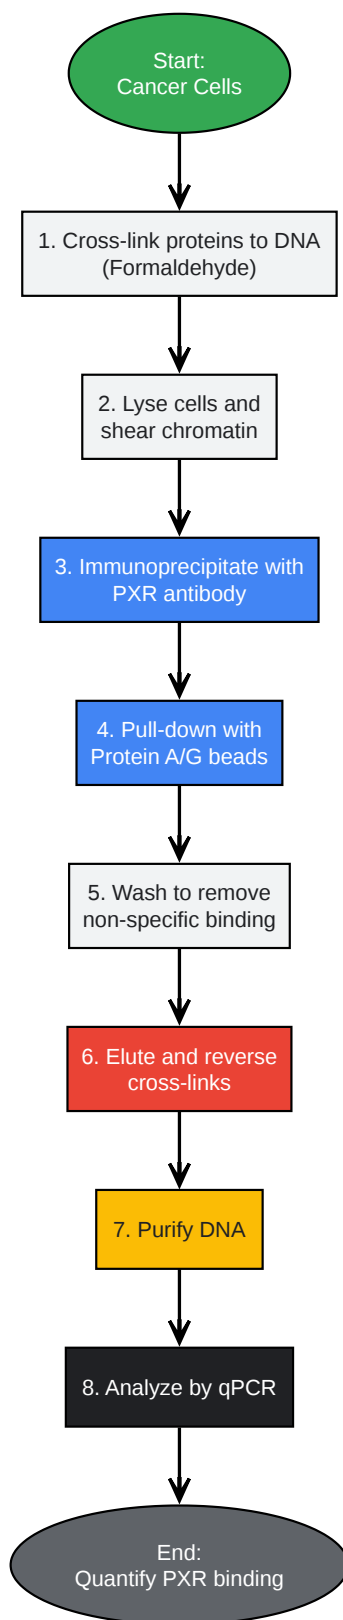 Start:
Cancer Cells
1. Cross-link proteins to DNA
(Formaldehyde)
2. Lyse cells and
shear chromatin
3. Immunoprecipitate with
PXR antibody
4. Pull-down with
Protein A/G beads
5. Wash to remove
non-specific binding
6. Elute and reverse
cross-links
7. Purify DNA
8. Analyze by qPCR
End:
Quantify PXR binding